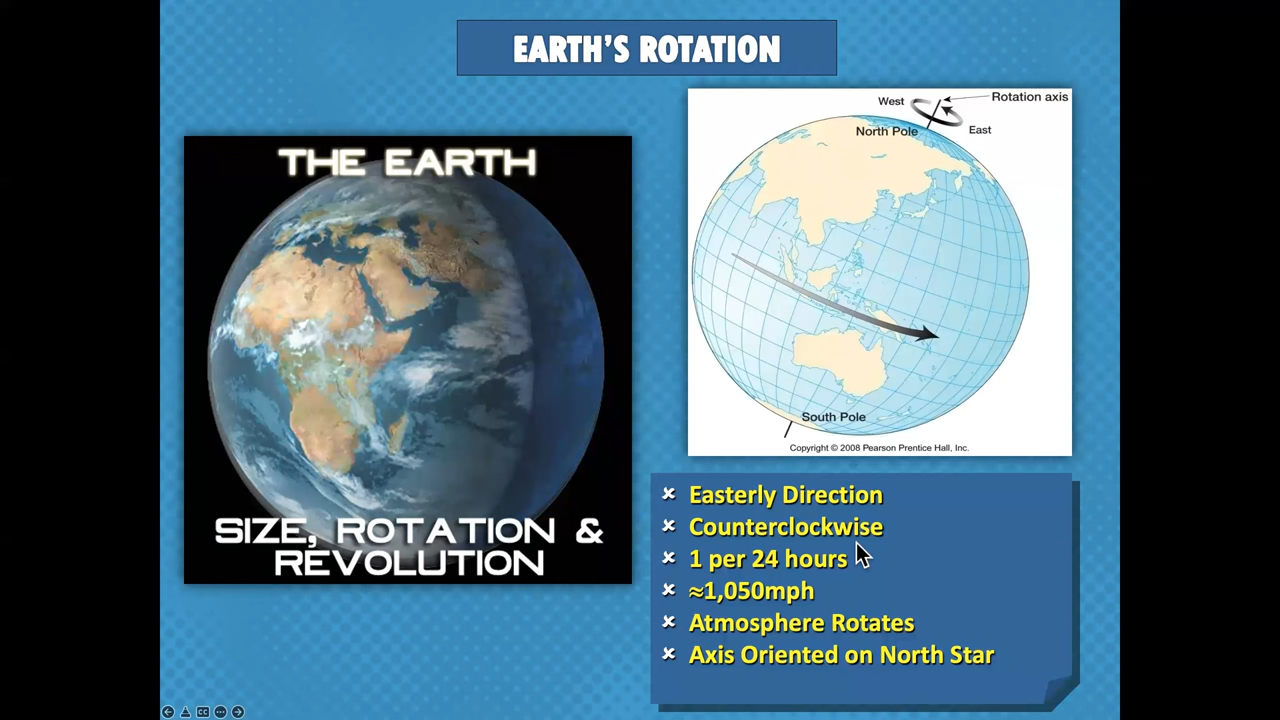 EARTH'S ROTATION
THE EARTH
SIZE, ROTATION &
REVOLUTION
West
Rotation axis
North Pole
East
South Pole
Copyright © 2008 Pearson Prentice Hall, Inc.
Easterly Direction
Counterclockwise
1 per 24 hours
≈1,050mph
Atmosphere Rotates
Axis Oriented on North Star
CC